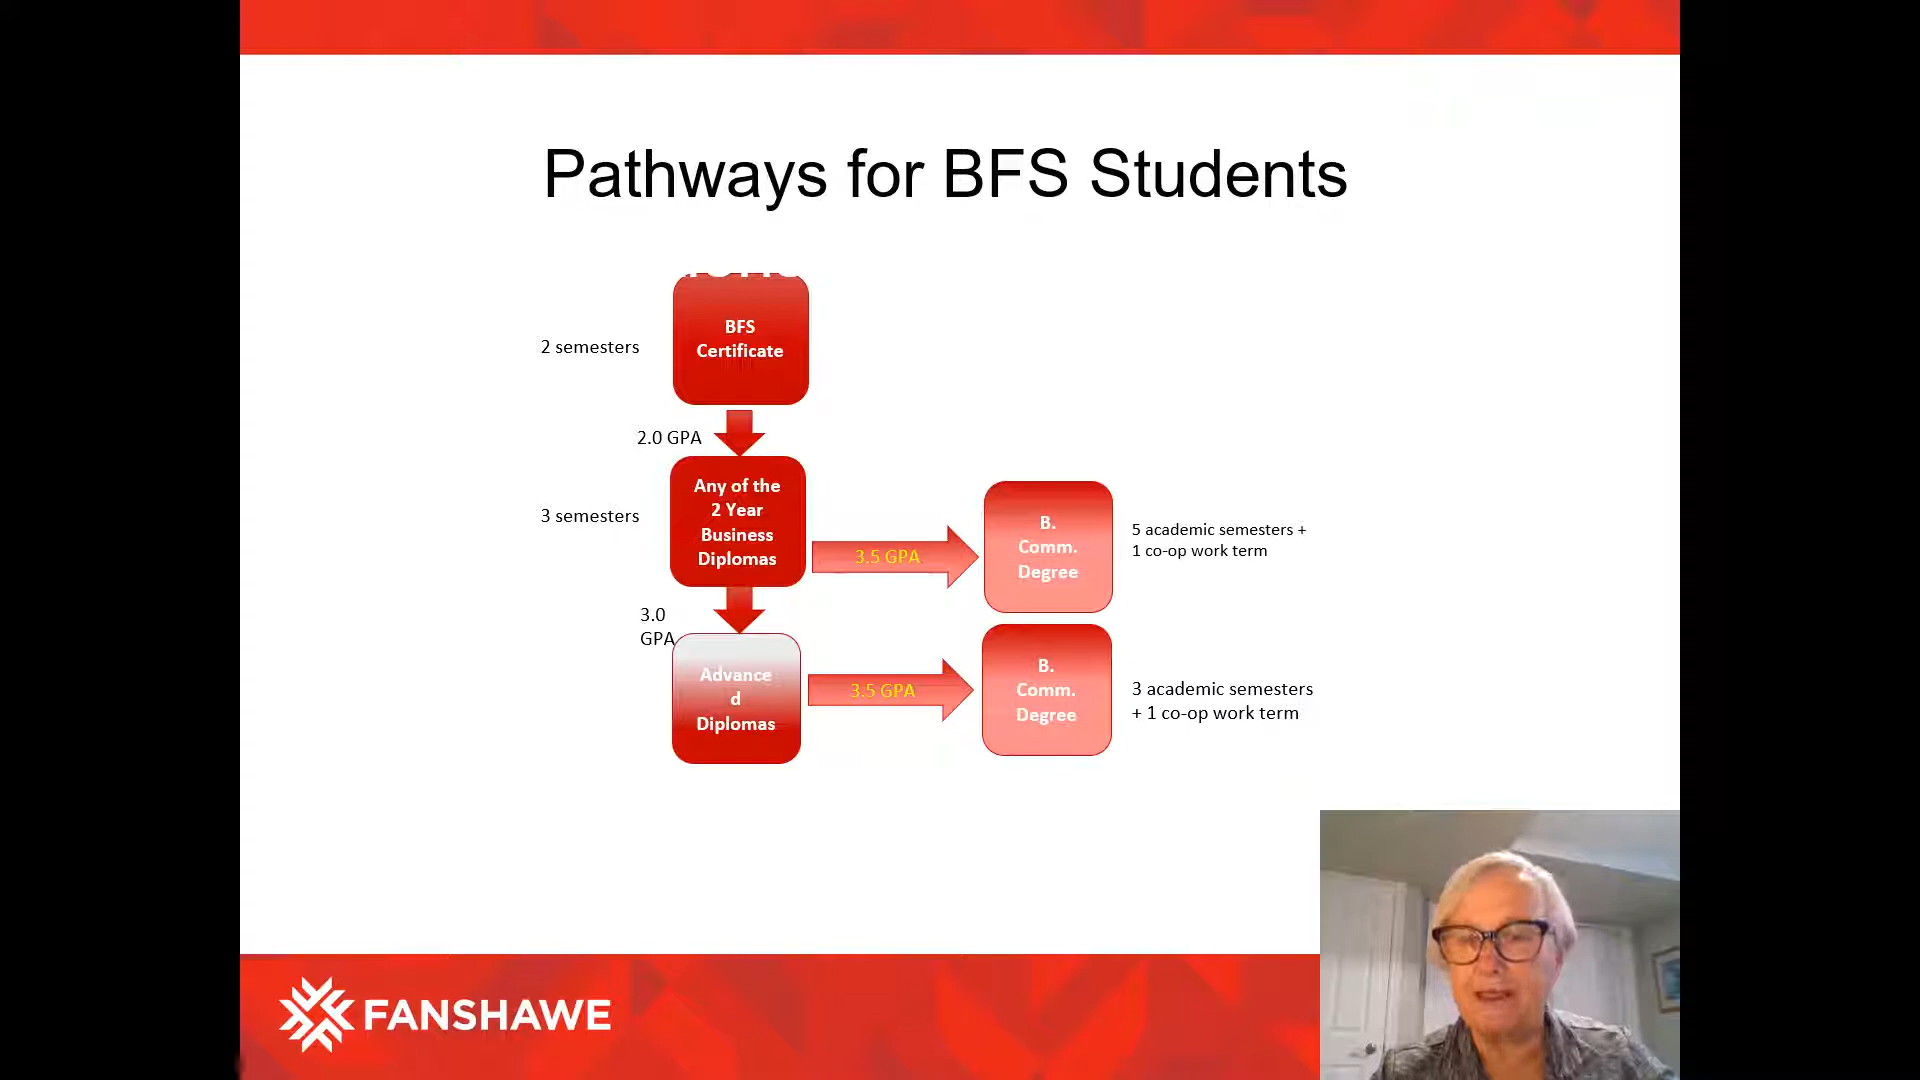 Pathways for BFS Students
BFS
Certificate
2 semesters
2.0 GPA
Any of the
2 Year
Business
Diplomas
3 semesters
3.5 GPA
B.
Comm.
Degree
5 academic semesters +
1 co-op work term
3.0
GPA
Advance
d
Diplomas
3.5 GPA
B.
Comm.
Degree
3 academic semesters
+ 1 co-op work term
FANSHAWE